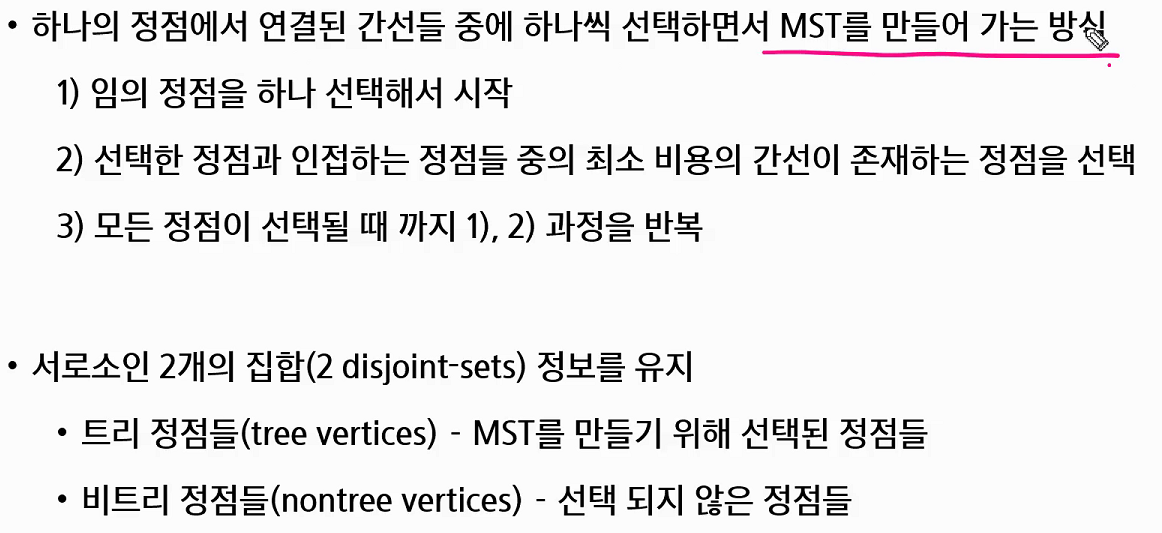 • 하나의 정점에서 연결된 간선들 중에 하나씩 선택하면서 MST를 만들어 가는 방식
1) 임의 정점을 하나 선택해서 시작
2) 선택한 정점과 인접하는 정점들 중의 최소 비용의 간선이 존재하는 정점을 선택
3) 모든 정점이 선택될 때 까지 1), 2) 과정을 반복
• 서로소인 2개의 집합(2 disjoint-sets) 정보를 유지
• 트리 정점들(tree vertices) - MST를 만들기 위해 선택된 정점들
• 비트리 정점들(nontree vertices) - 선택 되지 않은 정점들